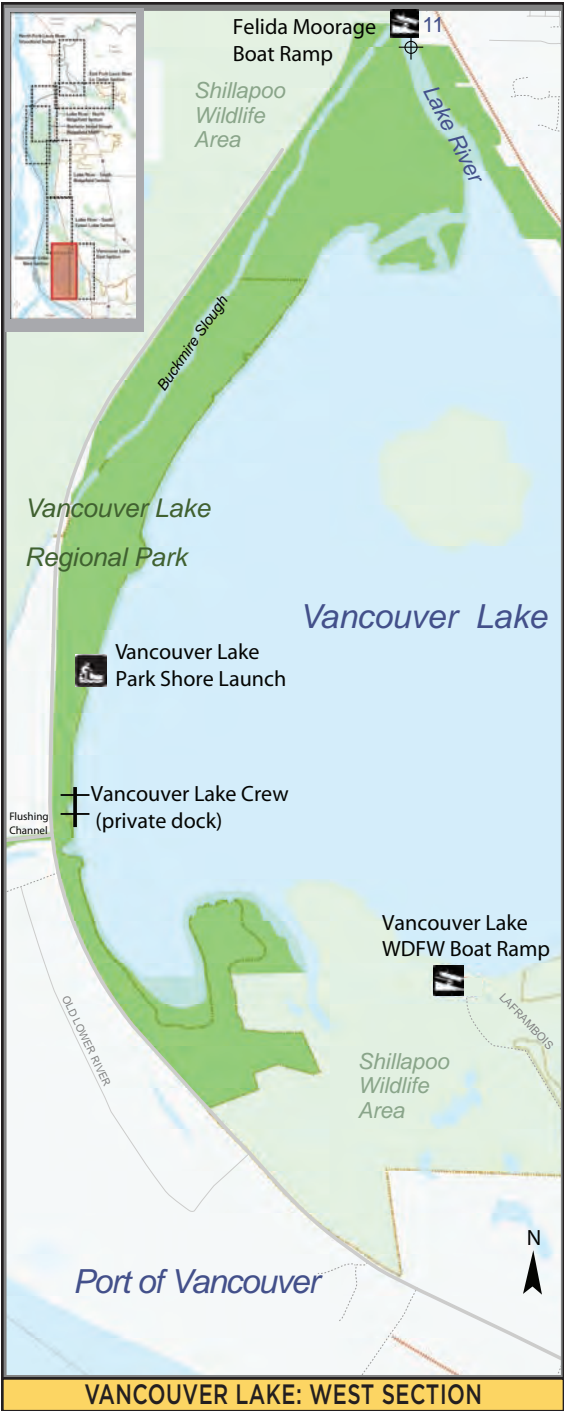 Felida Moorage 11
Boat Ramp
Shillapoo
Wildlife
Area
Lake River
Buckmire Slough
Vancouver Lake
Regional Park
Vancouver Lake
Vancouver Lake
Park Shore Launch
Vancouver Lake Crew
(private dock)
Flushing
Channel
Vancouver Lake
WDFW Boat Ramp
LAFRAMBOIS
OLD LOWER RIVER
Shillapoo
Wildlife
Area
N
Port of Vancouver
VANCOUVER LAKE: WEST SECTION